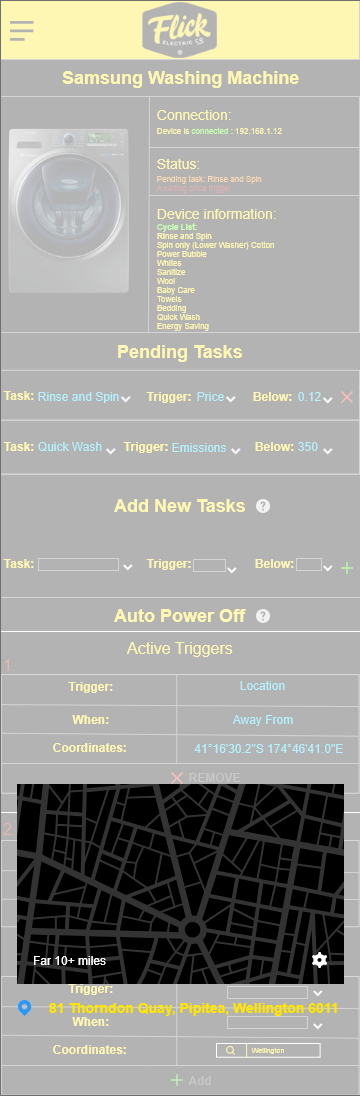 Flick
ELECTRIC Co
Samsung Washing Machine
Connection:
Device is connected : 192.168.1.12
Status:
Pending task: Rinse and Spin
Awaiting price trigger
Device information:
Cycle List:
Rinse and Spin
Spin only (Lower Washer) Cotton
Power Bubble
Whites
Sanitize
Wool
Baby Care
Towels
Bedding
Quick Wash
Energy Saving
Pending Tasks
Task: Rinse and Spin Trigger: Price Below: 0.12
Task: Quick Wash Trigger: Emissions Below: 350
Add New Tasks ?
Task: Trigger: Below:
Auto Power Off ?
Active Triggers
1.
Trigger: Location
When: Away From
Coordinates: 41°16'30.2"S 174°46'41.0"E
REMOVE
2.
Far 10+ miles
Trigger:
81 Thorndon Quay, Pipitea, Wellington 6011
When:
Coordinates: Wellington
Add